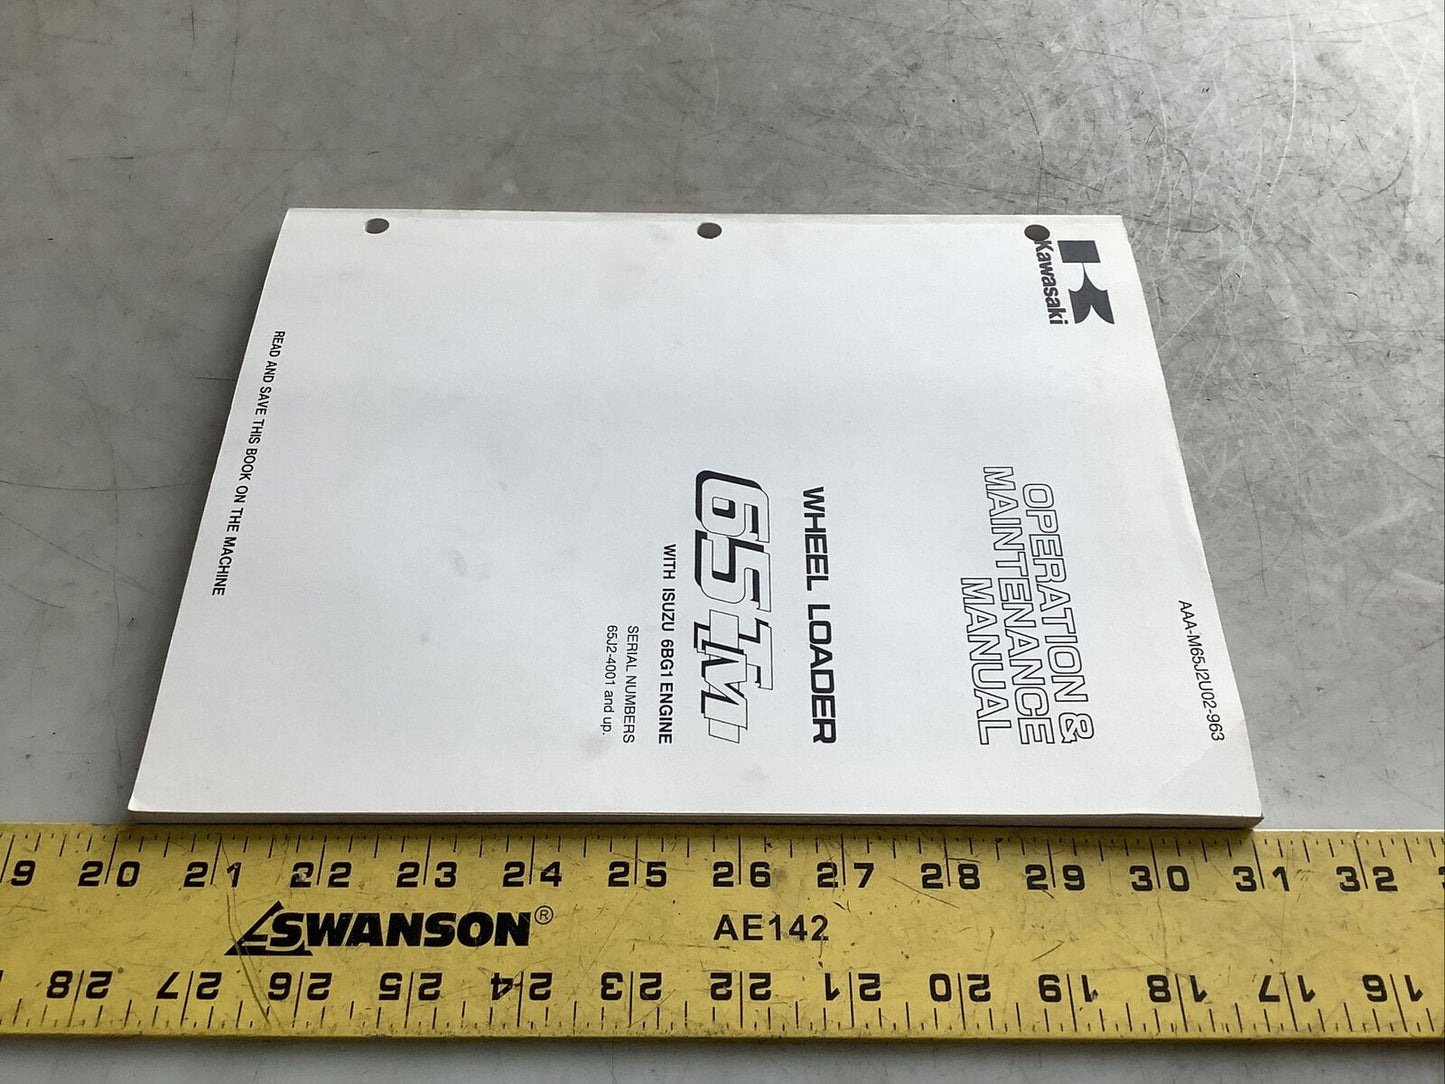 AAA-M65J2U02-963
Kawasaki
OPERATION &
MAINTENANCE
MANUAL
WHEEL LOADER
65TM
WITH ISUZU 6BG1 ENGINE
SERIAL NUMBERS
65J2-4001 and up.
READ AND SAVE THIS BOOK ON THE MACHINE
9 20 21 22 23 24 25 26 27 28 29 30 31 32
SWANSON® AE142
28 27 26 25 24 23 22 21 20 19 18 17 16